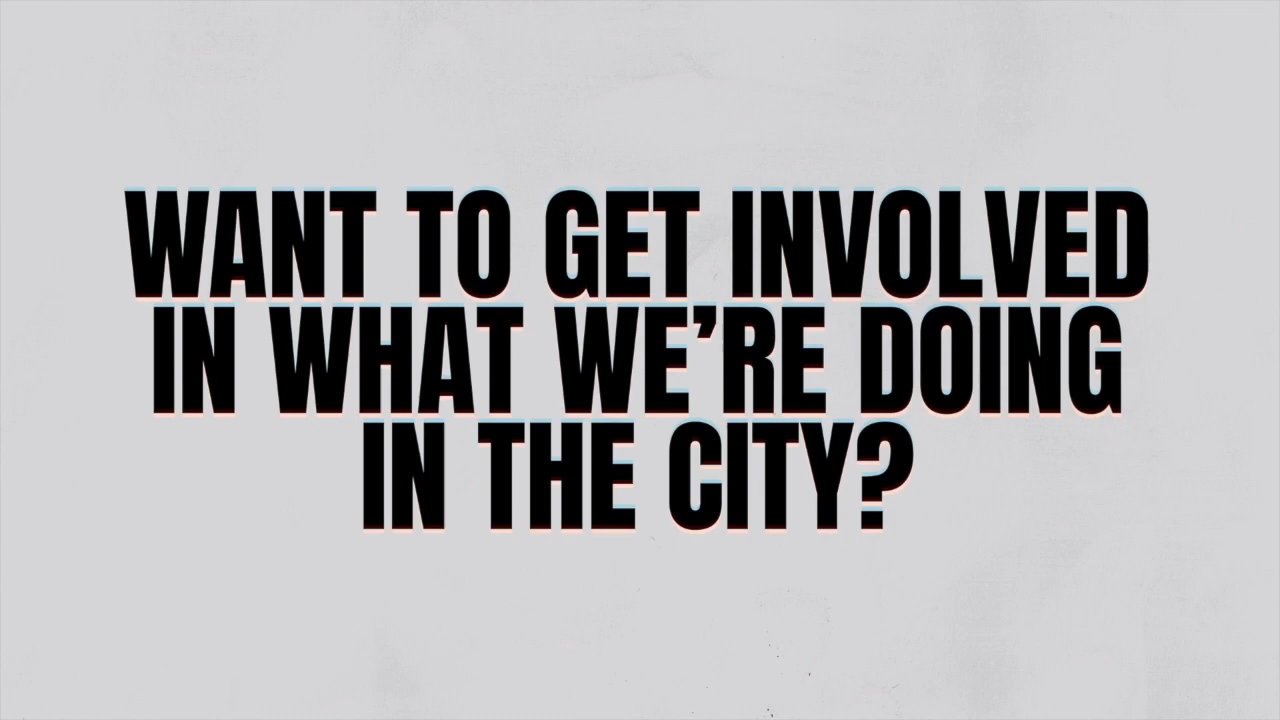 WANT TO GET INVOLVED
IN WHAT WE’RE DOING
IN THE CITY?